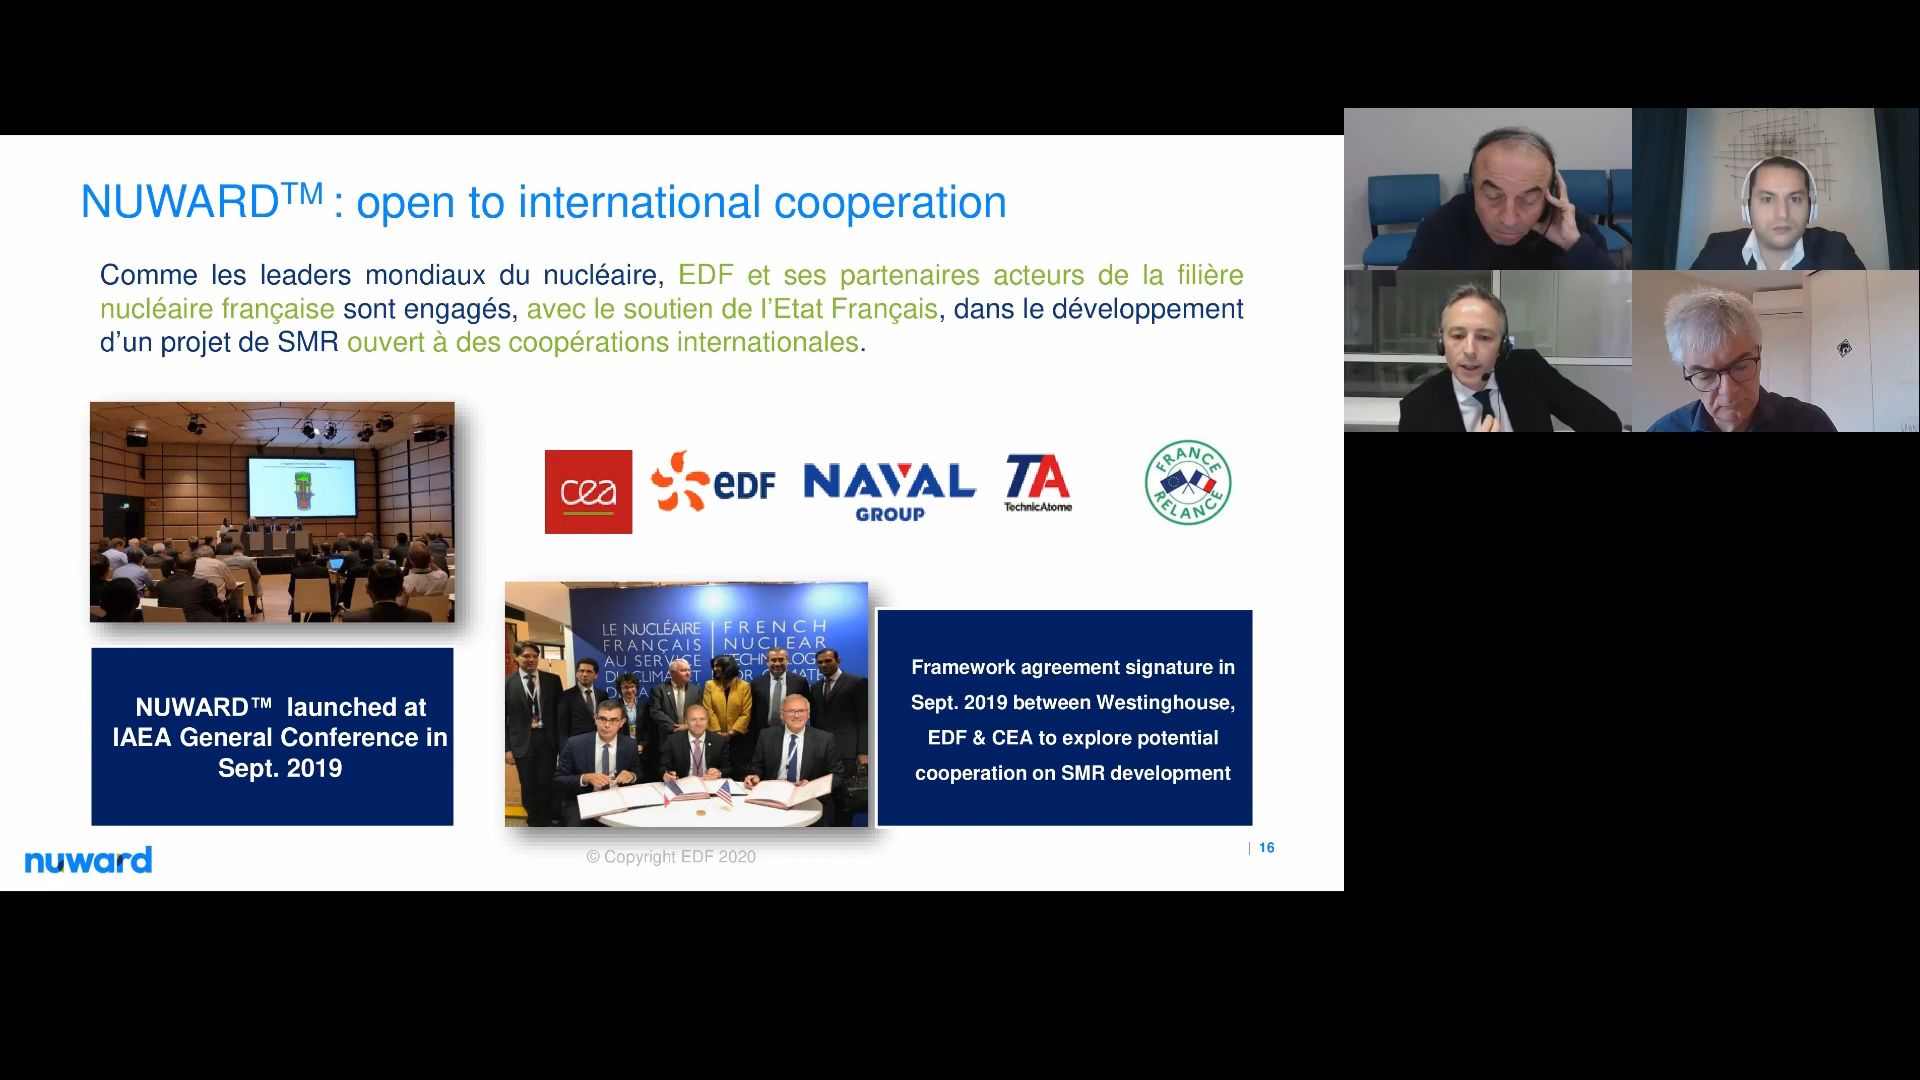 NUWARD™ : open to international cooperation
Comme les leaders mondiaux du nucléaire, EDF et ses partenaires acteurs de la filière
nucléaire française sont engagés, avec le soutien de l’Etat Français, dans le développement
d’un projet de SMR ouvert à des coopérations internationales.
cea
eDF
NAVAL
GROUP
TA
TechnicAtome
FRANCE
RELANCE
LE NUCLÉAIRE
FRANÇAIS
AU SERVICE
DU CLIMAT ET
FRENCH
NUCLEAR
NUWARD™ launched at
IAEA General Conference in
Sept. 2019
Framework agreement signature in
Sept. 2019 between Westinghouse,
EDF & CEA to explore potential
cooperation on SMR development
nuward
© Copyright EDF 2020
| 16